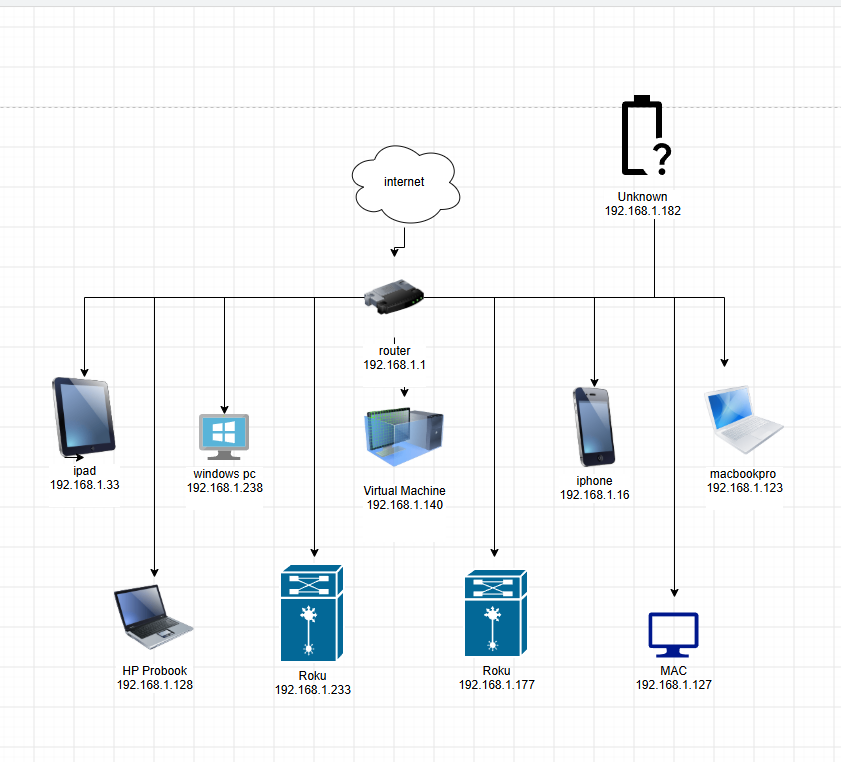 internet
?
Unknown
192.168.1.182
router
192.168.1.1
ipad
192.168.1.33
windows pc
192.168.1.238
Virtual Machine
192.168.1.140
iphone
192.168.1.16
macbookpro
192.168.1.123
HP Probook
192.168.1.128
Roku
192.168.1.233
Roku
192.168.1.177
MAC
192.168.1.127